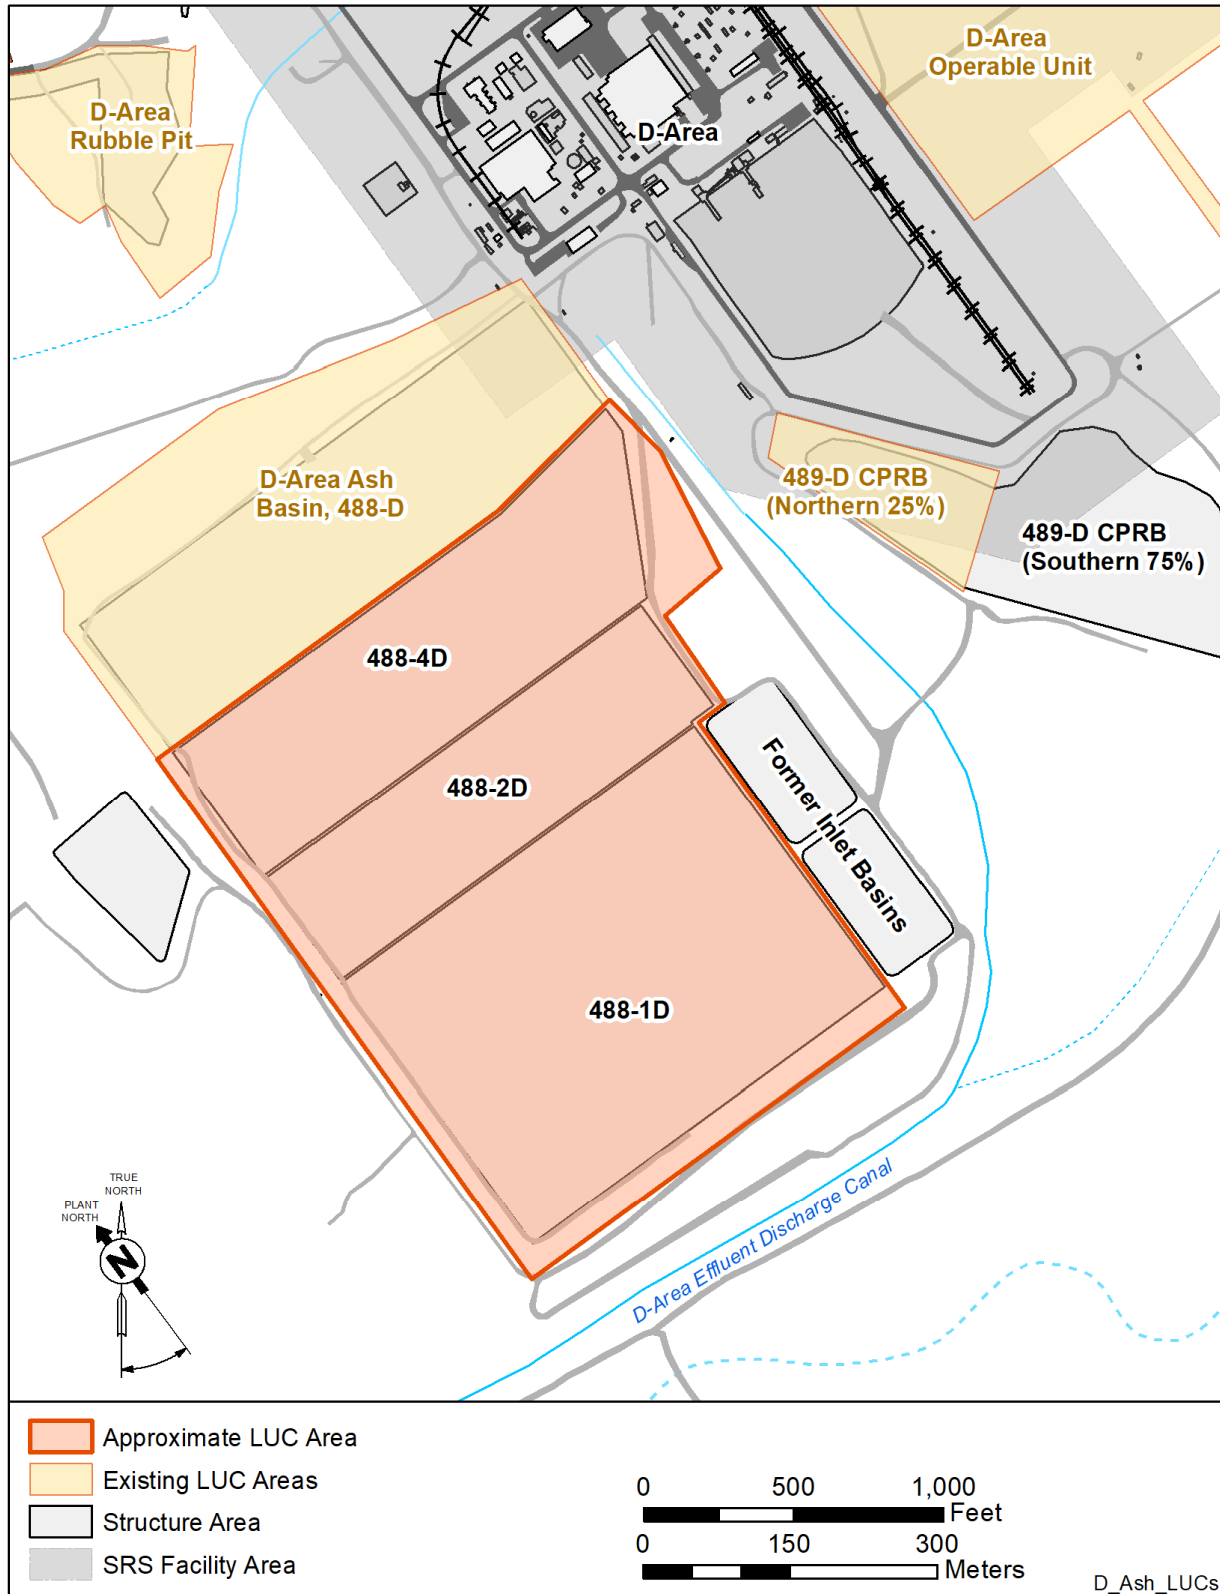 D-Area
Rubble Pit
D-Area
Operable Unit
D-Area
D-Area Ash
Basin, 488-D
489-D CPRB
(Northern 25%)
489-D CPRB
(Southern 75%)
488-4D
488-2D
Former Inlet Basins
488-1D
TRUE
NORTH
PLANT
NORTH
N
D-Area Effluent Discharge Canal
Approximate LUC Area
Existing LUC Areas
Structure Area
SRS Facility Area
0 500 1,000
Feet
0 150 300
Meters
D_Ash_LUCs